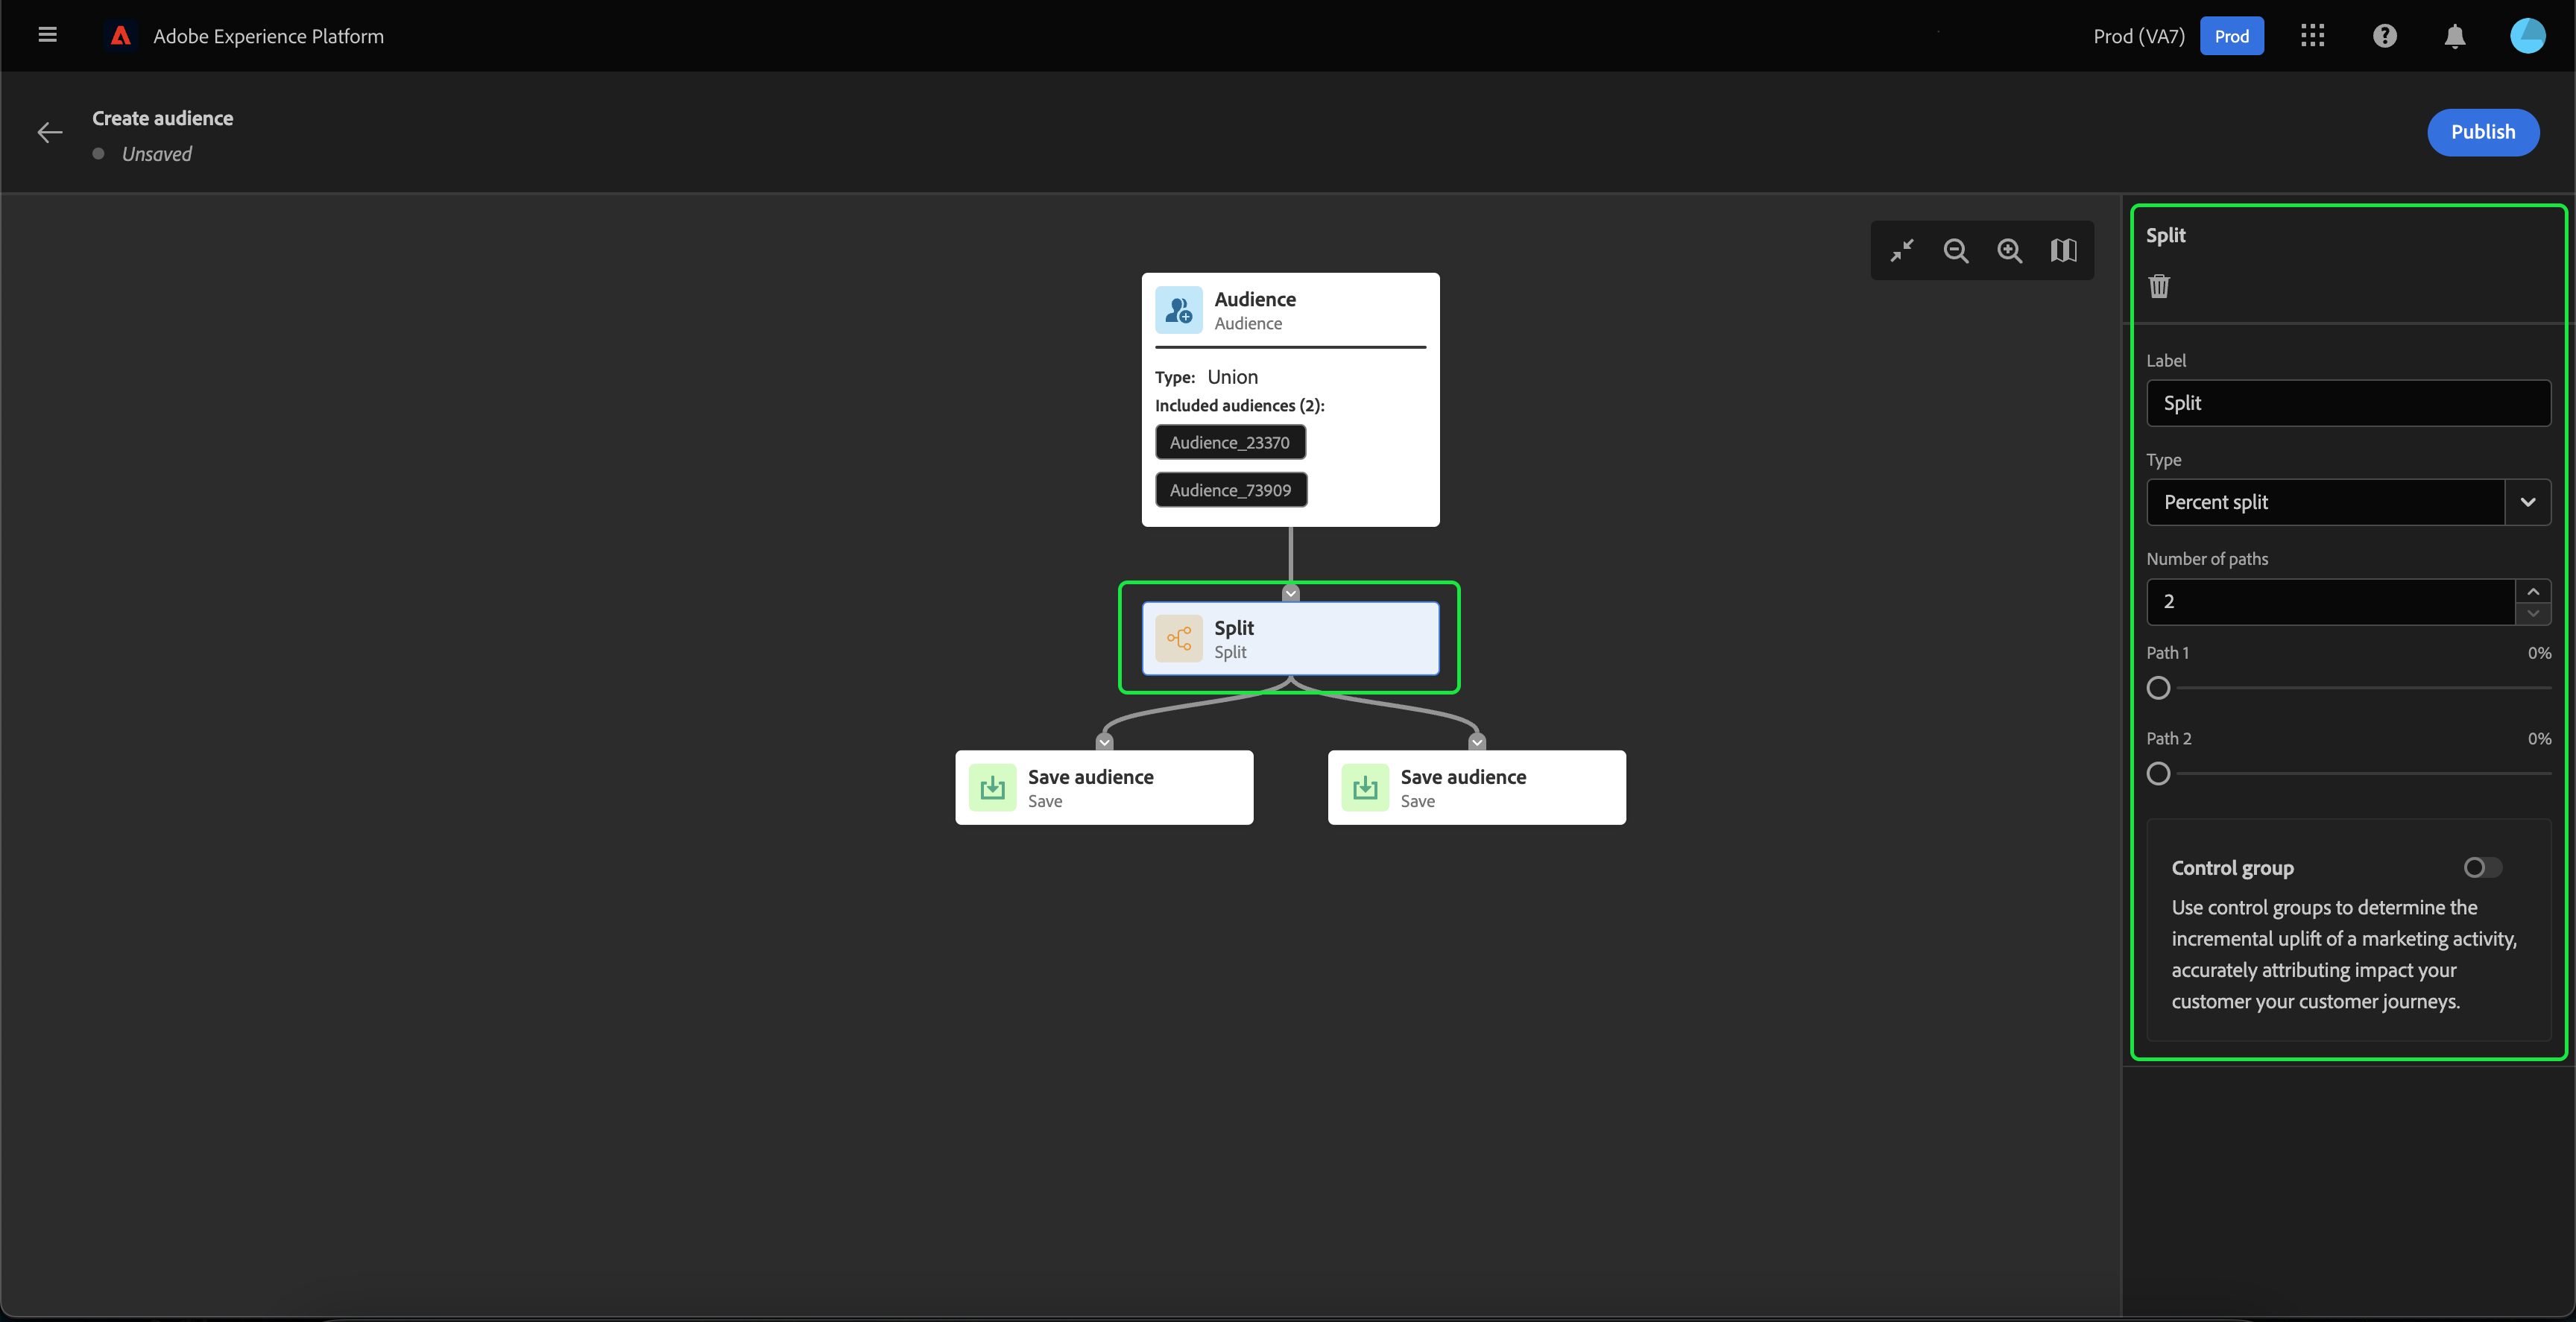 Adobe Experience Platform
Prod (VA7)
Prod
Create audience
Unsaved
Publish
Audience
Audience
Type: Union
Included audiences (2):
Audience_23370
Audience_73909
Split
Split
Save audience
Save
Save audience
Save
Split
Label
Split
Type
Percent split
Number of paths
2
Path 1 0%
Path 2 0%
Control group
Use control groups to determine the
incremental uplift of a marketing activity,
accurately attributing impact your
customer your customer journeys.